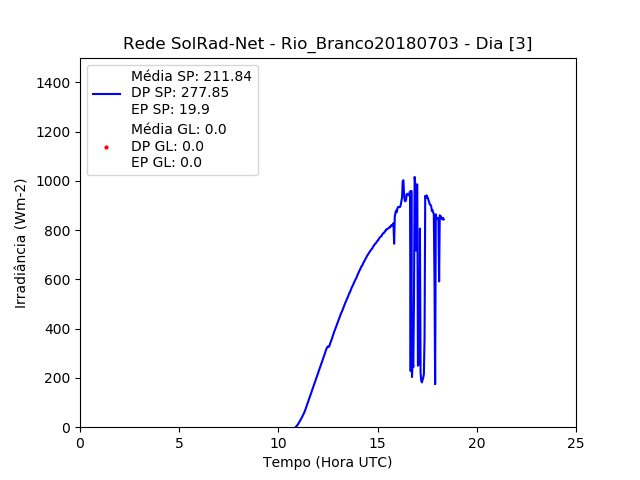 Rede SolRad-Net - Rio_Branco20180703 - Dia [3]
Média SP: 211.84
DP SP: 277.85
EP SP: 19.9
Média GL: 0.0
DP GL: 0.0
EP GL: 0.0
Irradiância (Wm-2)
1400
1200
1000
800
600
400
200
0
0 5 10 15 20 25
Tempo (Hora UTC)